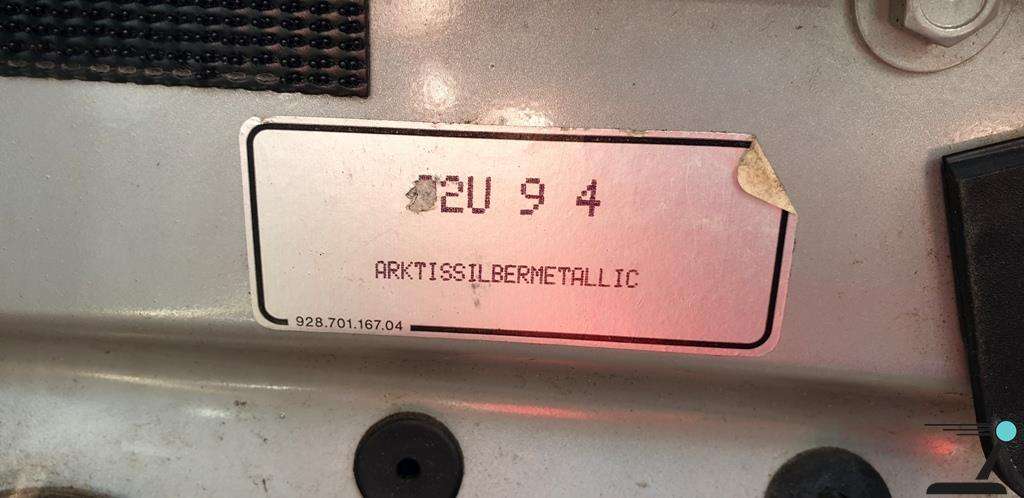 2U 9 4
ARKTISSILBERMETALLIC
928.701.167.04